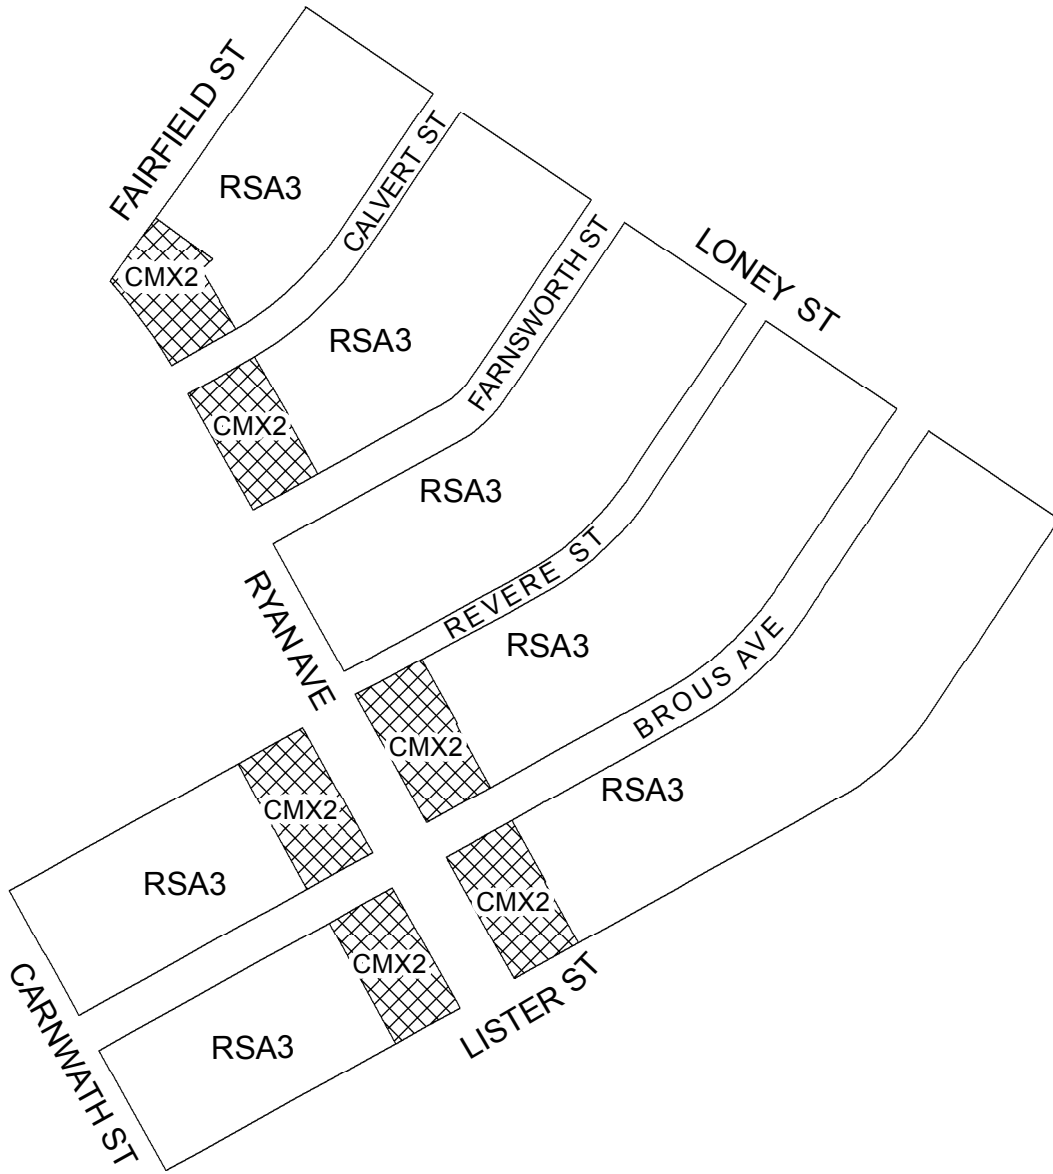 FAIRFIELD ST
RSA3
CALVERT ST
CMX2
RSA3
FARNSWORTH ST
LONEY ST
CMX2
RSA3
REVERE ST
RYAN AVE
RSA3
BROUS AVE
CMX2
RSA3
CMX2
RSA3
CMX2
CMX2
CARNWATH ST
RSA3
LISTER ST